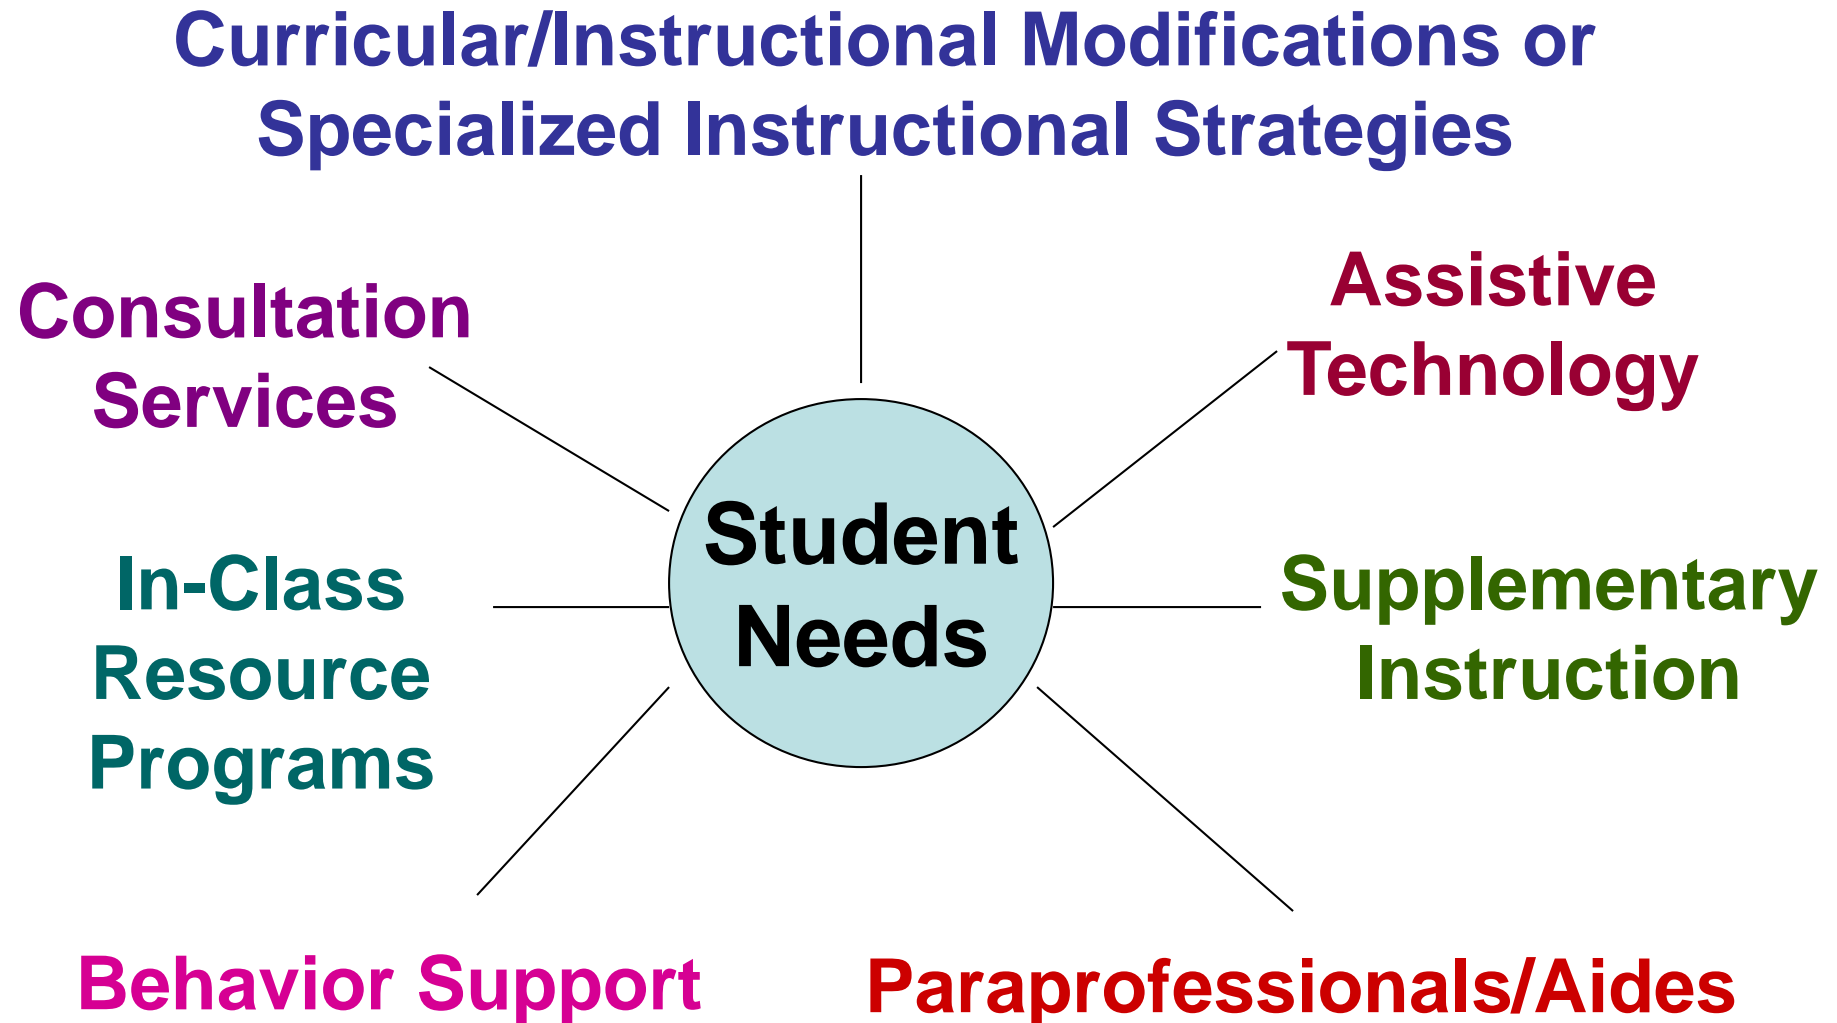 Curricular/Instructional Modifications or
Specialized Instructional Strategies
Consultation
Services
Assistive
Technology
Student
Needs
In-Class
Resource
Programs
Supplementary
Instruction
Behavior Support
Paraprofessionals/Aides